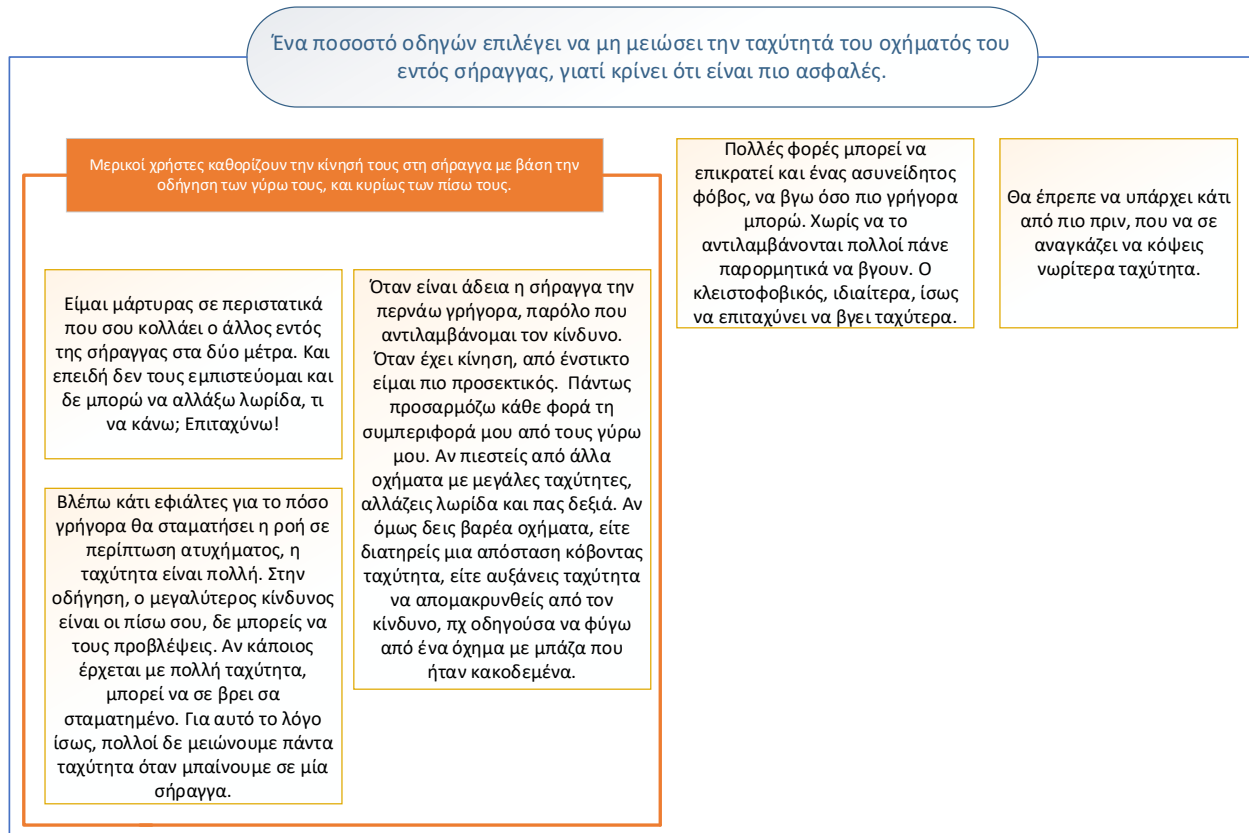 Ένα ποσοστό οδηγών επιλέγει να μη μειώσει την ταχύτητά του οχήματός του
εντός σήραγγας, γιατί κρίνει ότι είναι πιο ασφαλές.
Μερικοί χρήστες καθορίζουν την κίνησή τους στη σήραγγα με βάση την
οδήγηση των γύρω τους, και κυρίως των πίσω τους.
Είμαι μάρτυρας σε περιστατικά
που σου κολλάει ο άλλος εντός
της σήραγγας στα δύο μέτρα. Και
επειδή δεν τους εμπιστεύομαι και
δε μπορώ να αλλάξω λωρίδα, τι
να κάνω; Επιταχύνω!
Βλέπω κάτι εφιάλτες για το πόσο
γρήγορα θα σταματήσει η ροή σε
περίπτωση ατυχήματος, η
ταχύτητα είναι πολλή. Στην
οδήγηση, ο μεγαλύτερος κίνδυνος
είναι οι πίσω σου, δε μπορείς να
τους προβλέψεις. Αν κάποιος
έρχεται με πολλή ταχύτητα,
μπορεί να σε βρει σα
σταματημένο. Για αυτό το λόγο
ίσως, πολλοί δε μειώνουμε πάντα
ταχύτητα όταν μπαίνουμε σε μία
σήραγγα.
Όταν είναι άδεια η σήραγγα την
περνάω γρήγορα, παρόλο που
αντιλαμβάνομαι τον κίνδυνο.
Όταν έχει κίνηση, από ένστικτο
είμαι πιο προσεκτικός.  Πάντως
προσαρμόζω κάθε φορά τη
συμπεριφορά μου από τους γύρω
μου. Αν πιεστείς από άλλα
οχήματα με μεγάλες ταχύτητες,
αλλάζεις λωρίδα και πας δεξιά. Αν
όμως δεις βαρέα οχήματα, είτε
διατηρείς μια απόσταση κόβοντας
ταχύτητα, είτε αυξάνεις ταχύτητα
να απομακρυνθείς από τον
κίνδυνο, πχ οδηγούσα να φύγω
από ένα όχημα με μπάζα που
ήταν κακοδεμένα.
Πολλές φορές μπορεί να
επικρατεί και ένας ασυνείδητος
φόβος, να βγω όσο πιο γρήγορα
μπορώ. Χωρίς να το
αντιλαμβάνονται πολλοί πάνε
παρορμητικά να βγουν. Ο
κλειστοφοβικός, ιδιαίτερα, ίσως
να επιταχύνει να βγει ταχύτερα.
Θα έπρεπε να υπάρχει κάτι
από πιο πριν, που να σε
αναγκάζει να κόψεις
νωρίτερα ταχύτητα.